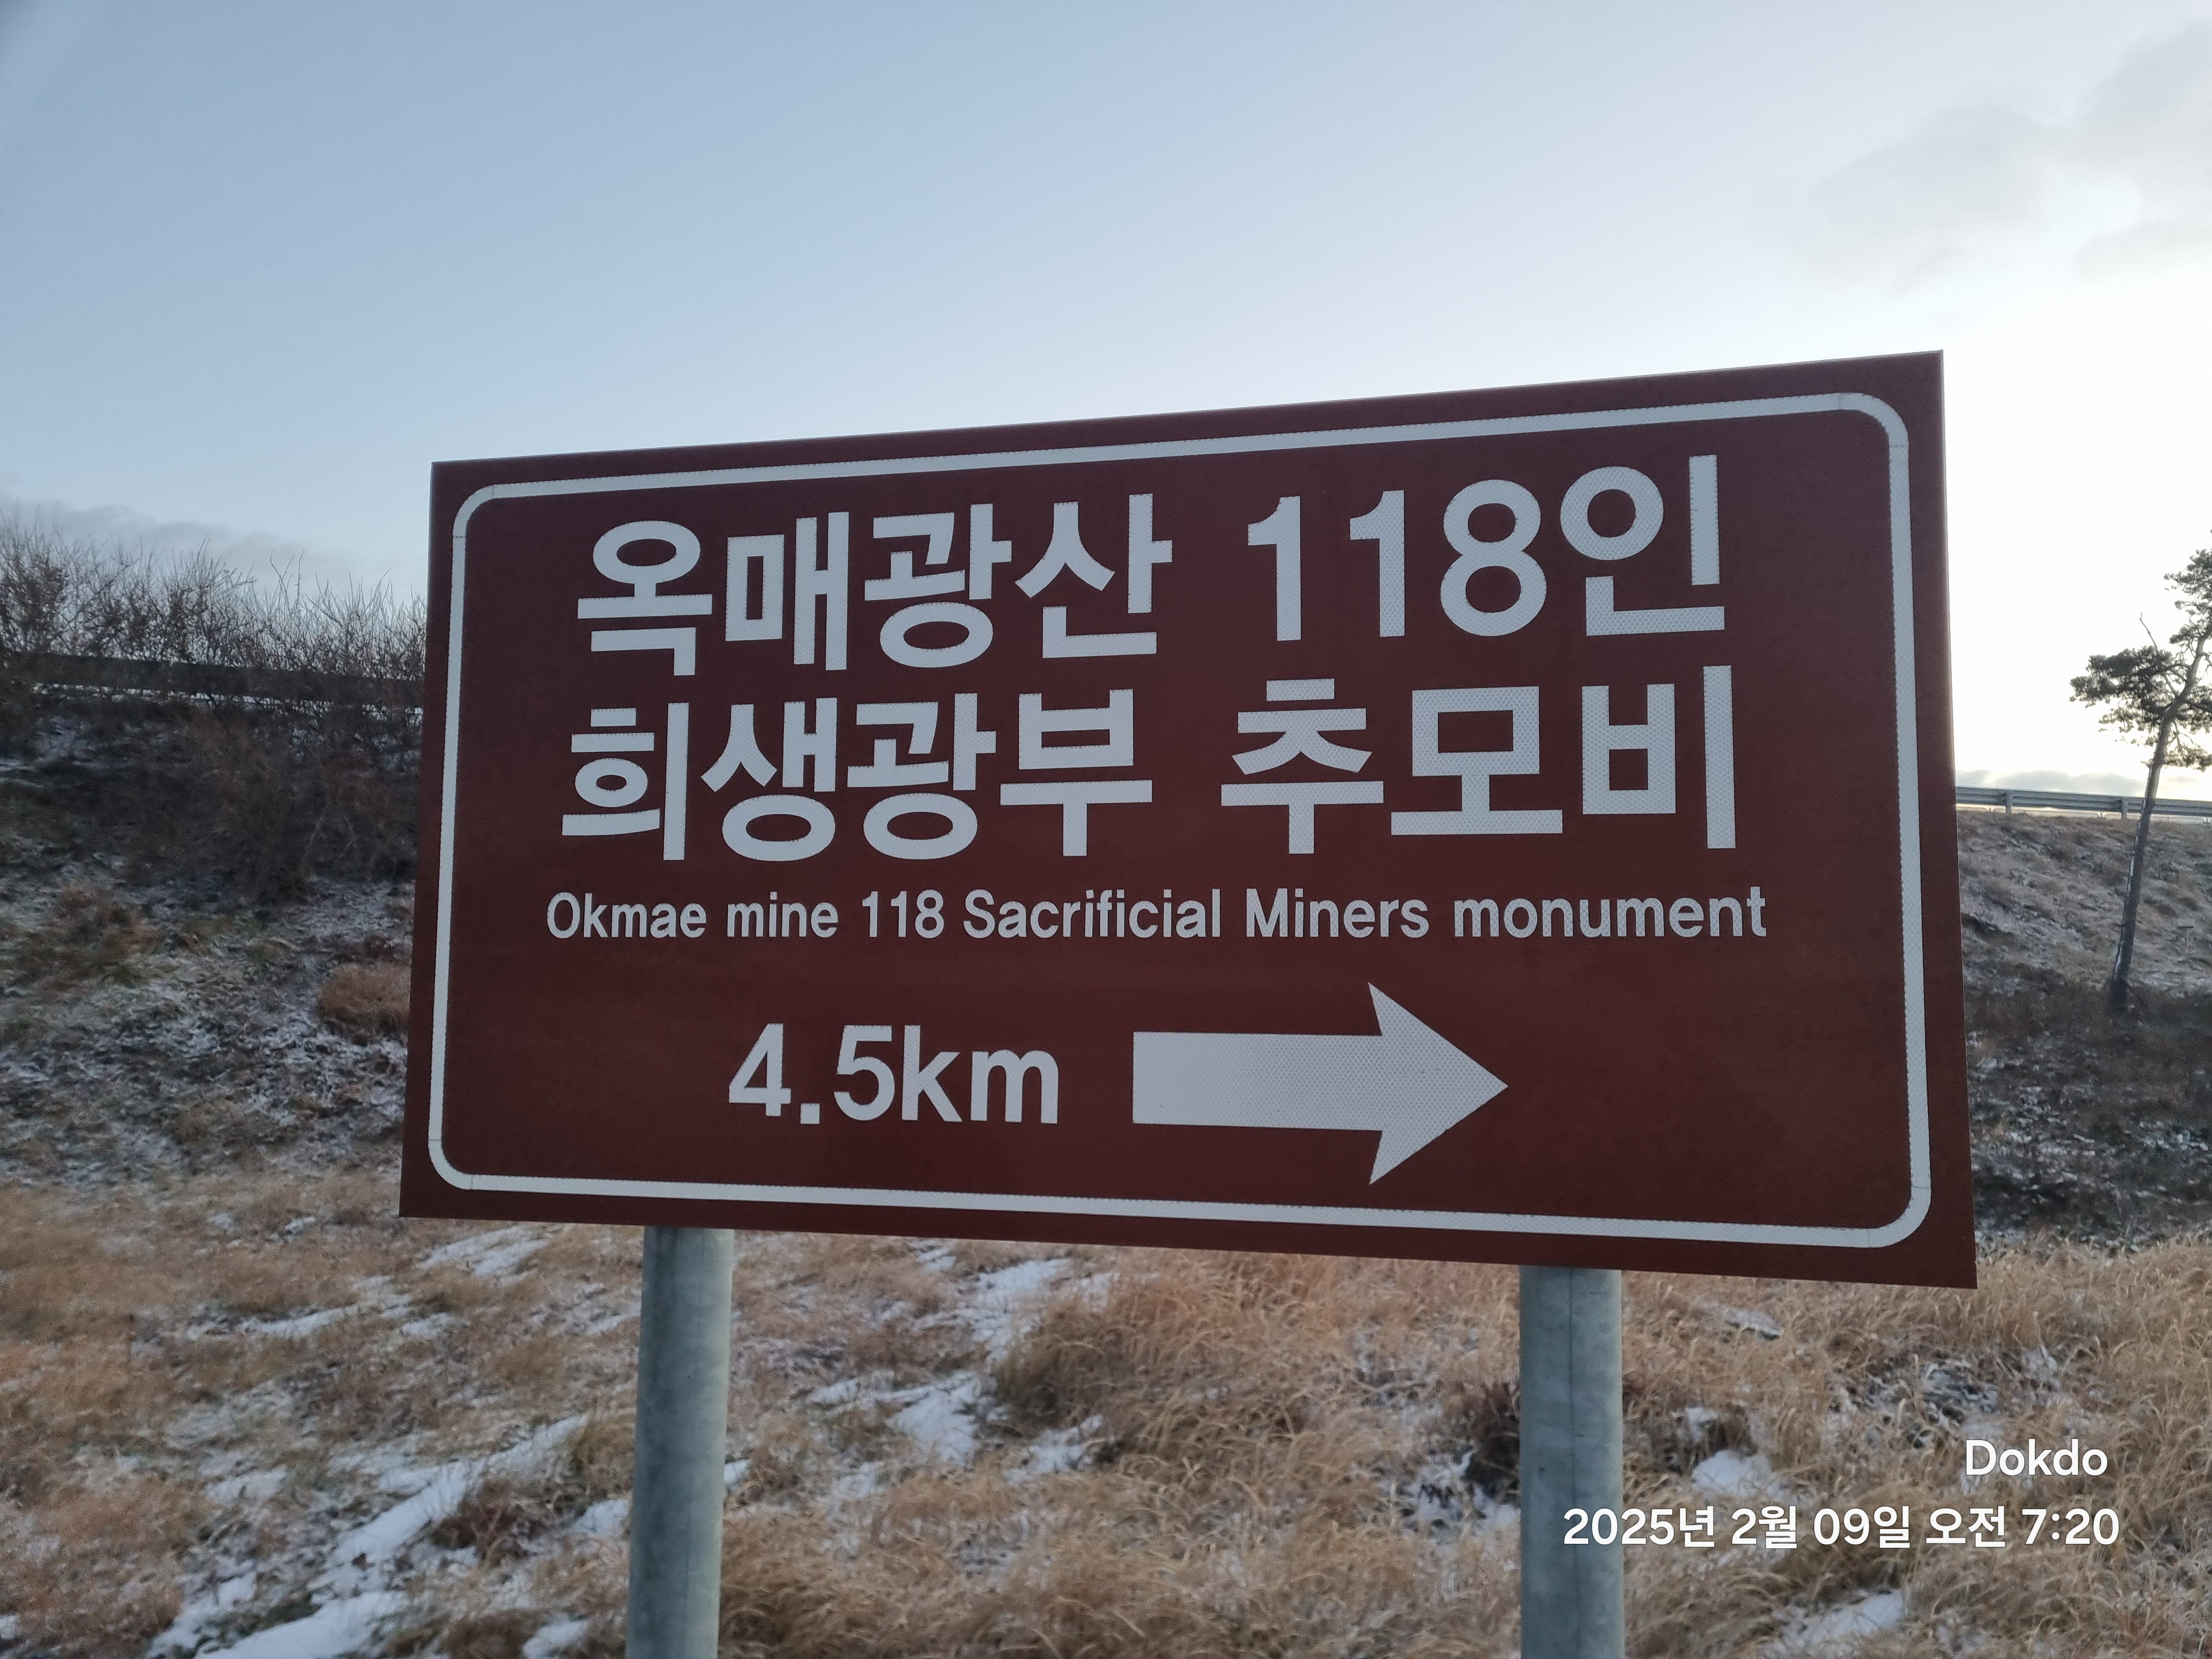 옥매광산 118인
희생광부 추모비
Okmae mine 118 Sacrificial Miners monument
4.5km
Dokdo
2025년 2월 09일 오전 7:20